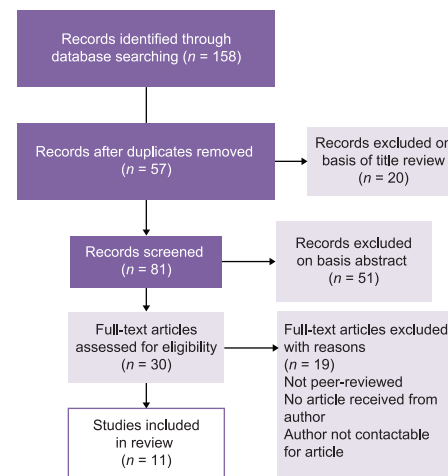 Records identified through
database searching (n = 158)
Records after duplicates removed
(n = 57)
Records excluded on
basis of title review
(n = 20)
Records screened
(n = 81)
Records excluded
on basis abstract
(n = 51)
Full-text articles
assessed for eligibility
(n = 30)
Full-text articles excluded
with reasons
(n = 19)
Not peer-reviewed
No article received from
author
Author not contactable
for article
Studies included
in review
(n = 11)